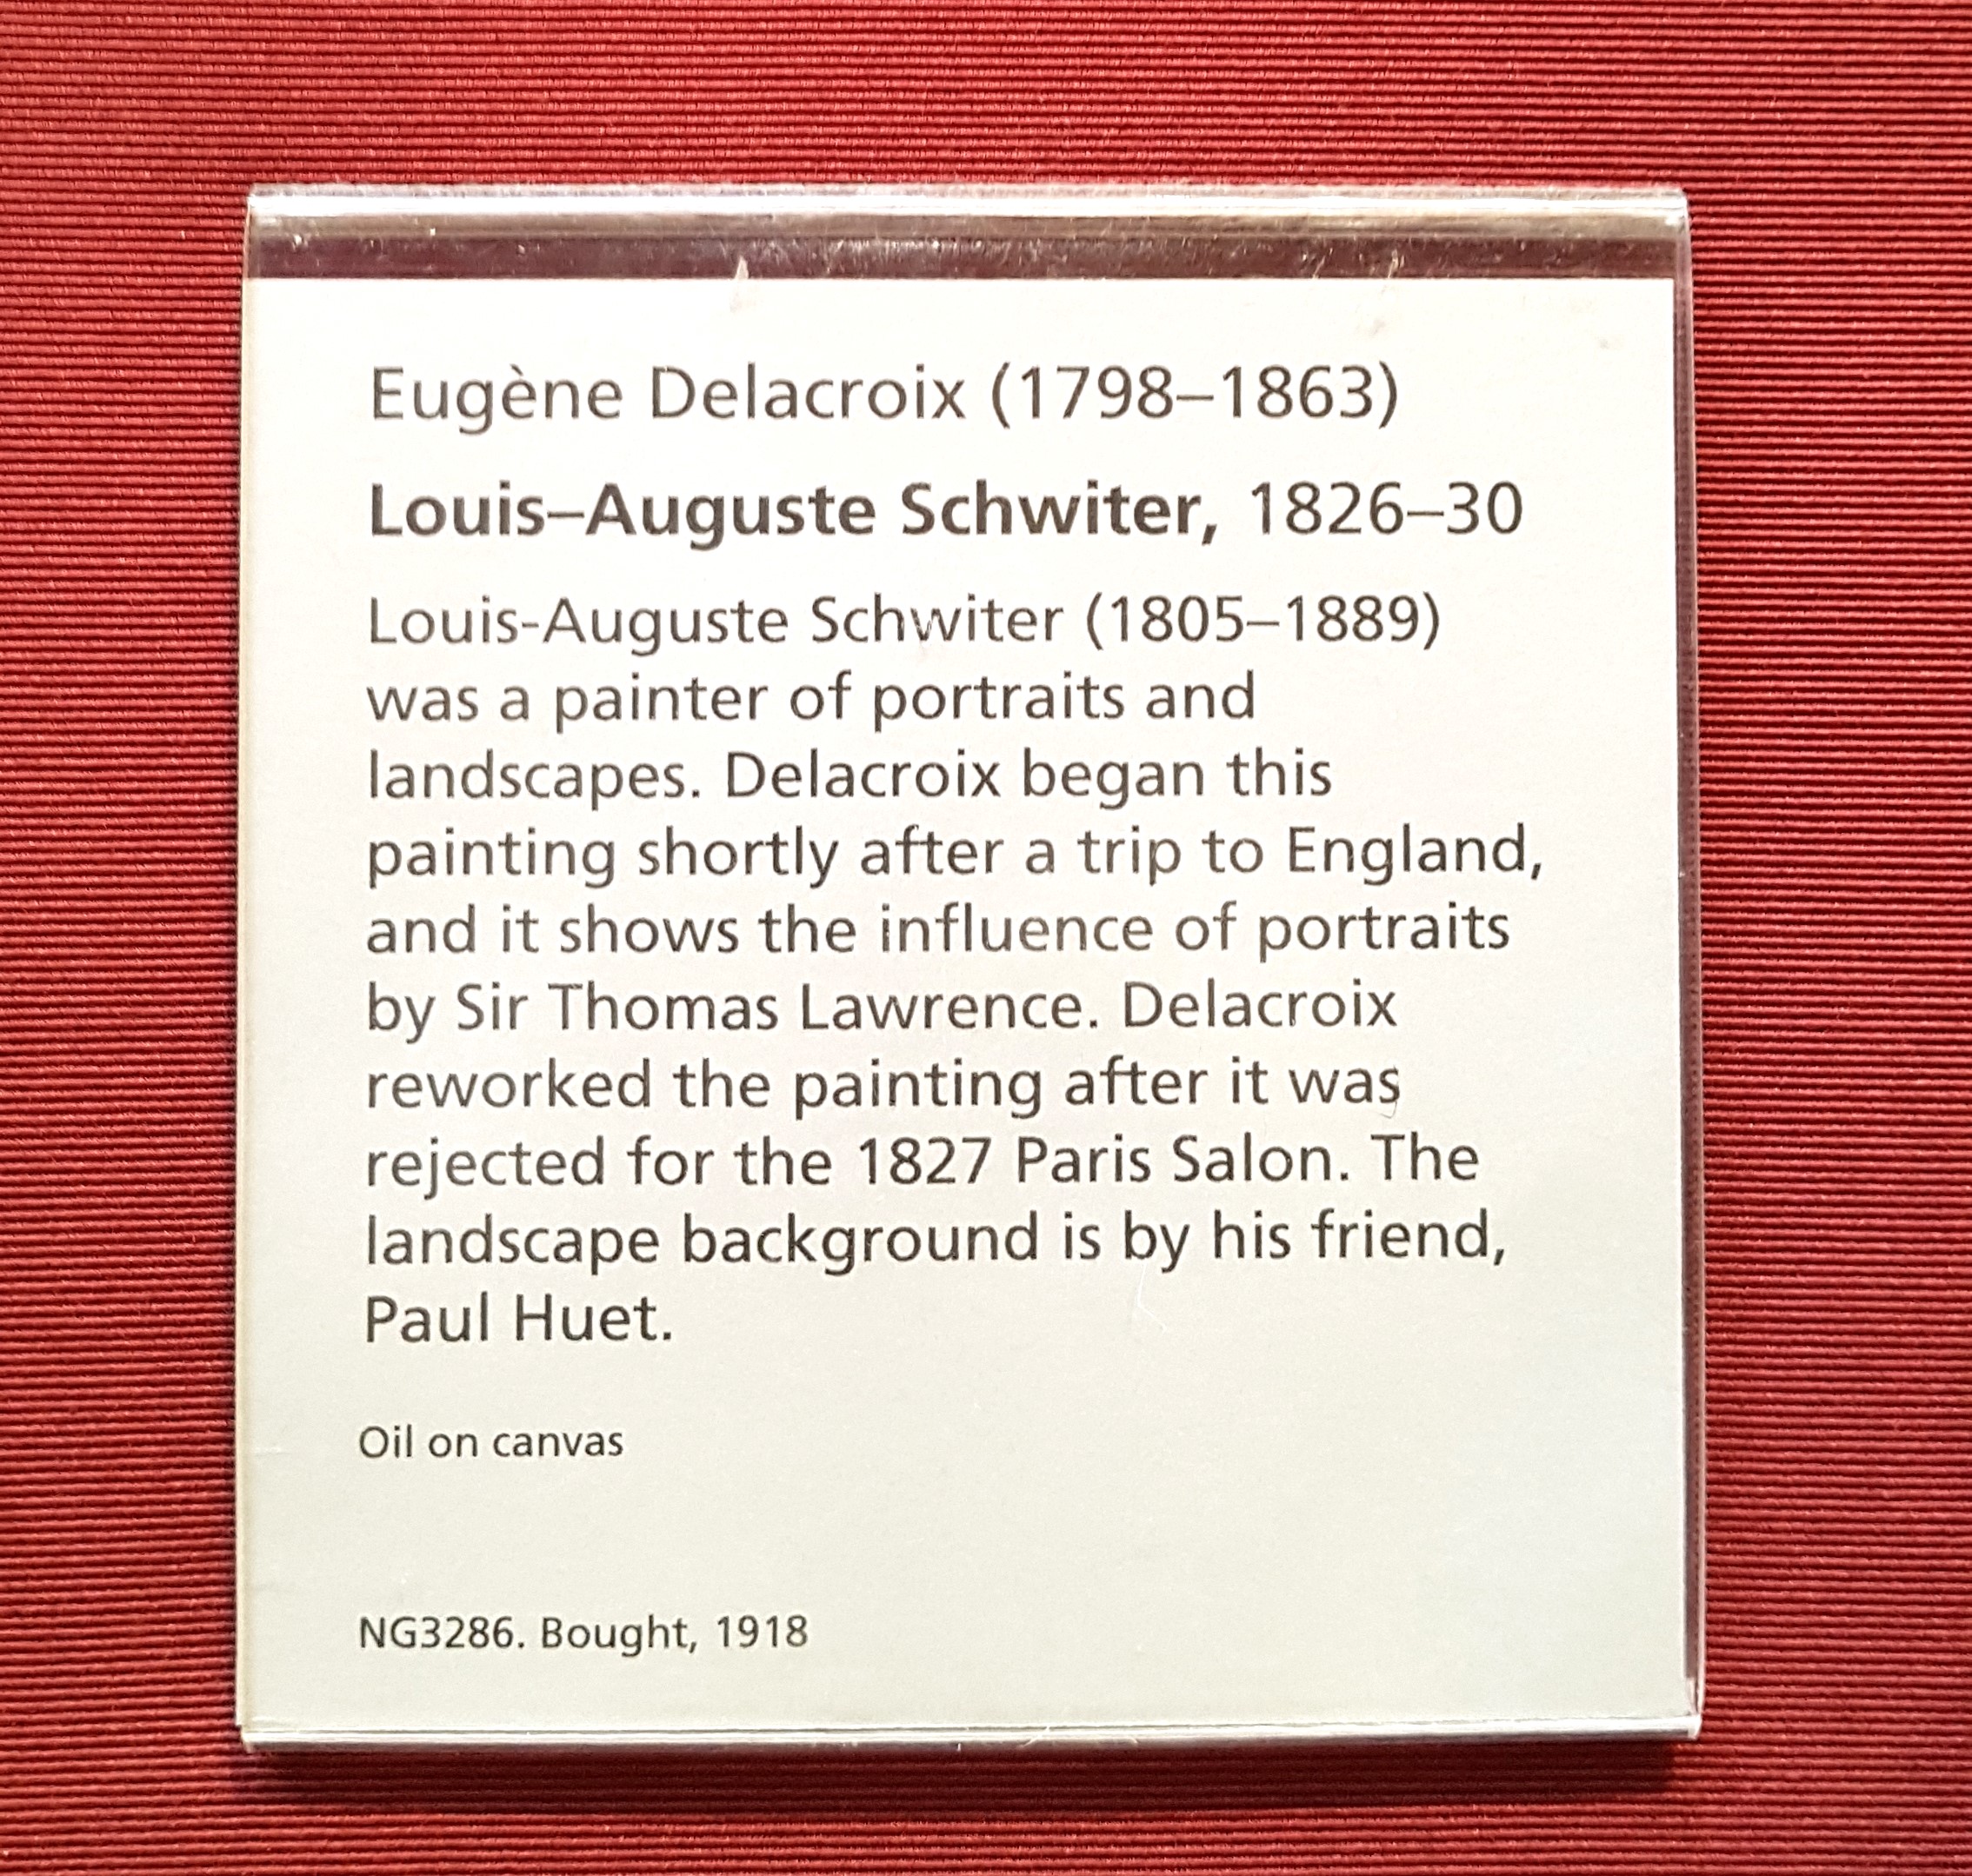 Eugène Delacroix (1798–1863)
Louis–Auguste Schwiter, 1826–30
Louis-Auguste Schwiter (1805–1889)
was a painter of portraits and
landscapes. Delacroix began this
painting shortly after a trip to England,
and it shows the influence of portraits
by Sir Thomas Lawrence. Delacroix
reworked the painting after it was
rejected for the 1827 Paris Salon. The
landscape background is by his friend,
Paul Huet.
Oil on canvas
NG3286. Bought, 1918